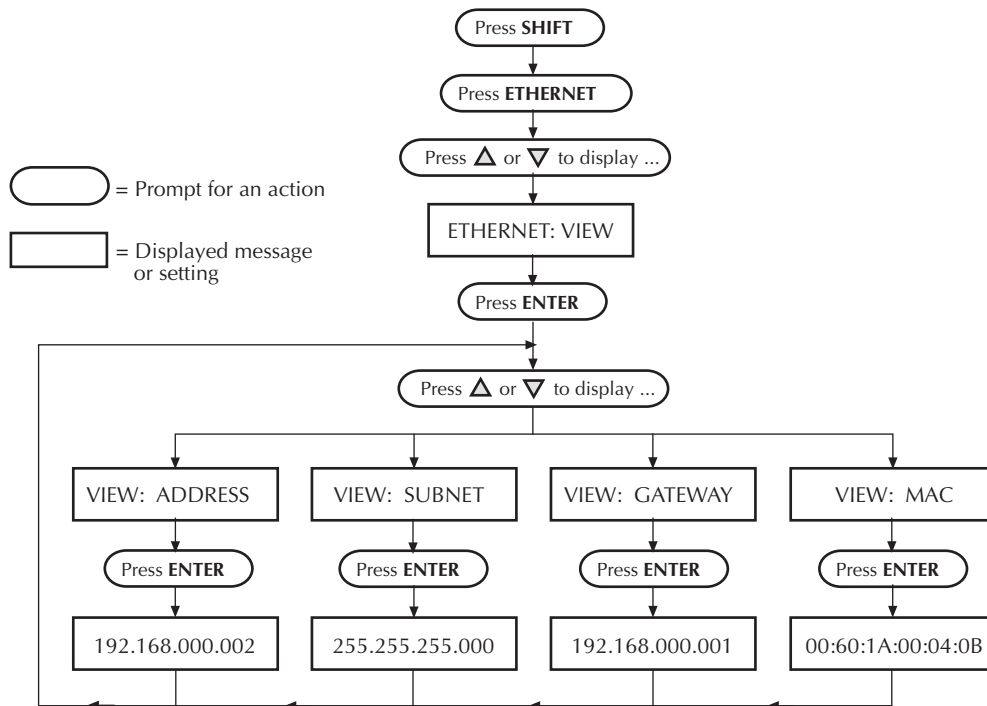 Press SHIFT
Press ETHERNET
Press △ or ▽ to display ...
= Prompt for an action
ETHERNET: VIEW
= Displayed message
or setting
Press ENTER
Press △ or ▽ to display ...
VIEW: ADDRESS
VIEW: SUBNET
VIEW: GATEWAY
VIEW: MAC
Press ENTER
Press ENTER
Press ENTER
Press ENTER
192.168.000.002
255.255.255.000
192.168.000.001
00:60:1A:00:04:0B